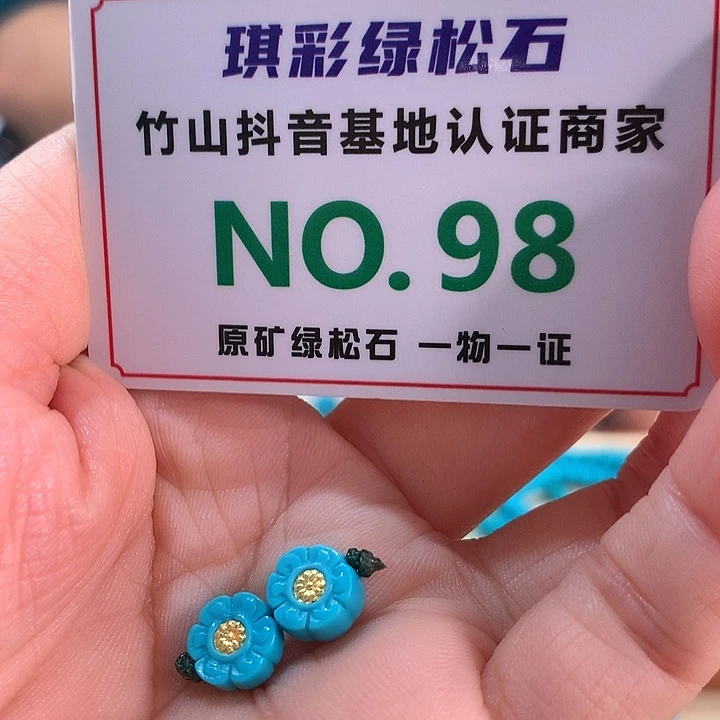 琪彩绿松石
竹山抖音基地认证商家
NO.98
原矿绿松石 一物一证